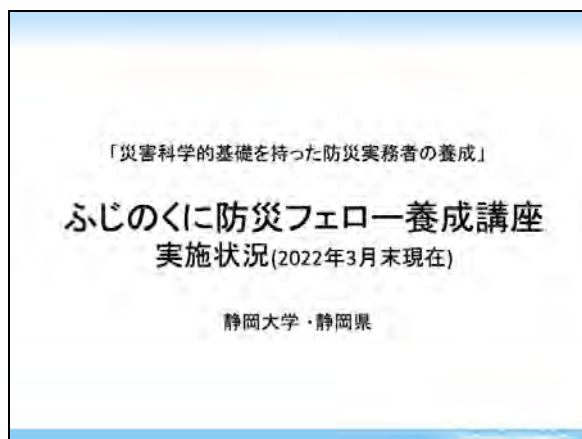 「災害科学的基礎を持った防災実務者の養成」
ふじのくに防災フェロー養成講座
実施状況(2022年3月末現在)
静岡大学・静岡県